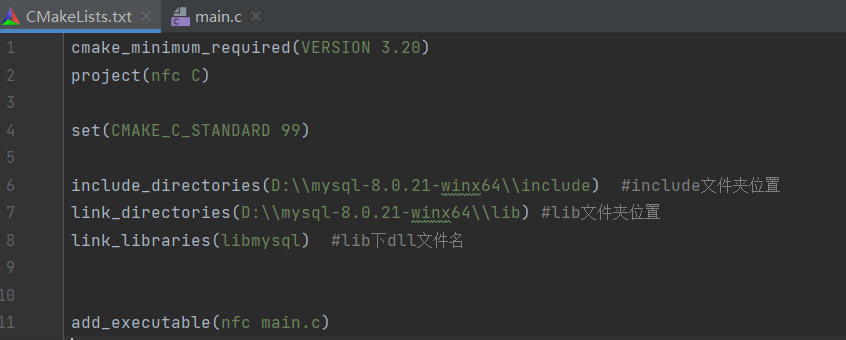 CMakeLists.txt main.c
1 cmake_minimum_required(VERSION 3.20)
2 project(nfc C)
3
4 set(CMAKE_C_STANDARD 99)
5
6 include_directories(D:\\mysql-8.0.21-winx64\\include)  #include文件夹位置
7 link_directories(D:\\mysql-8.0.21-winx64\\lib) #lib文件夹位置
8 link_libraries(libmysql)  #lib下dll文件名
9
10
11 add_executable(nfc main.c)